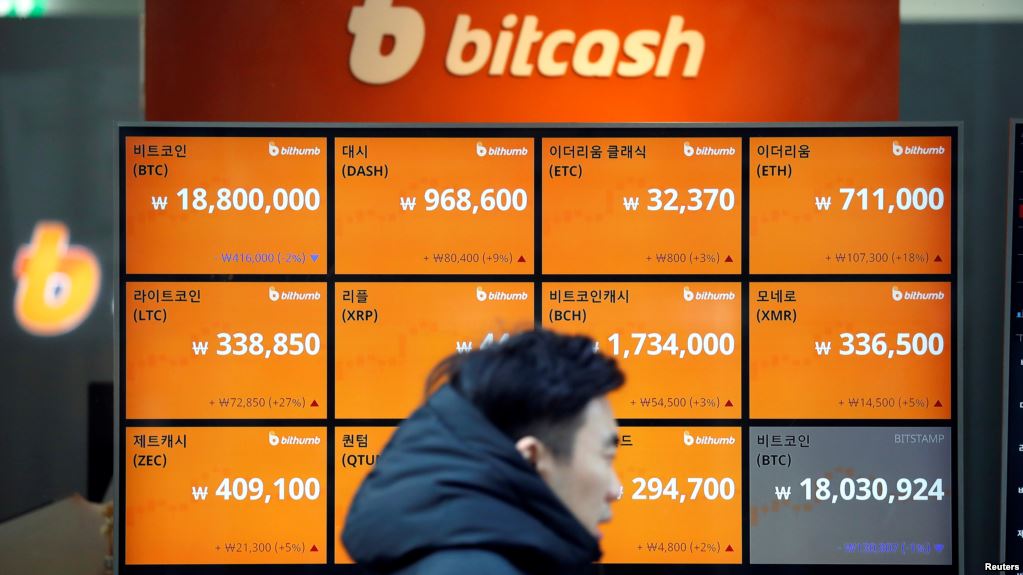 bitcash
비트코인 bithumb
(BTC)
₩ 18,800,000
- ₩416,000 (-2%) ▼
대시 bithumb
(DASH)
₩ 968,600
+ ₩80,400 (+9%) ▲
이더리움 클래식 bithumb
(ETC)
₩ 32,370
+ ₩800 (+3%) ▲
이더리움 bithumb
(ETH)
₩ 711,000
+ ₩107,300 (+18%) ▲
라이트코인 bithumb
(LTC)
₩ 338,850
+ ₩72,850 (+27%) ▲
리플 bithumb
(XRP)
₩
비트코인캐시 bithumb
(BCH)
1,734,000
+ ₩54,500 (+3%) ▲
모네로 bithumb
(XMR)
₩ 336,500
+ ₩14,500 (+5%) ▲
제트캐시 bithumb
(ZEC)
₩ 409,100
+ ₩21,300 (+5%) ▲
퀀텀
(QTU
드 bithumb
₩ 294,700
+ ₩4,800 (+2%) ▲
비트코인 BITSTAMP
(BTC)
₩ 18,030,924
Reuters